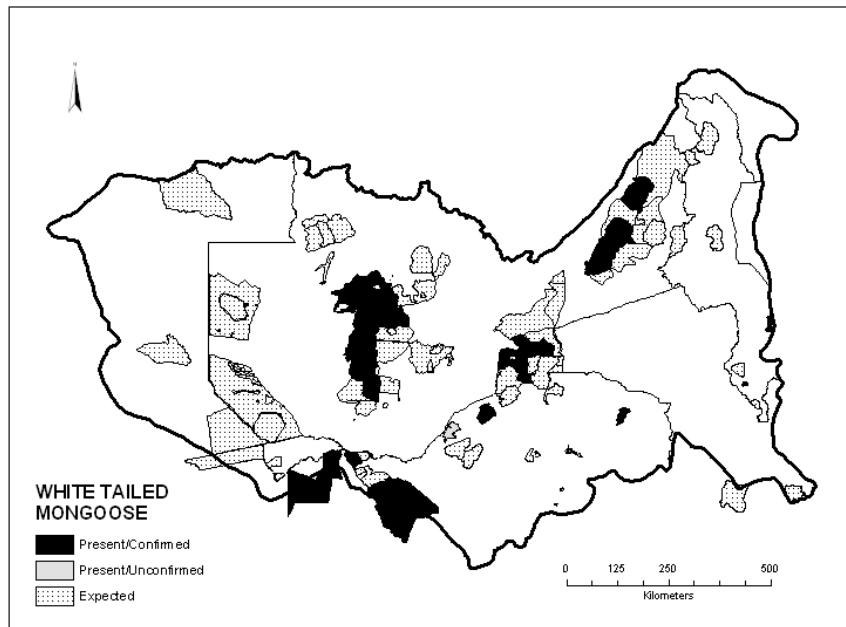 N
WHITE TAILED
MONGOOSE
Present/Confirmed
Present/Unconfirmed
Expected
0 125 250 500
Kilometers